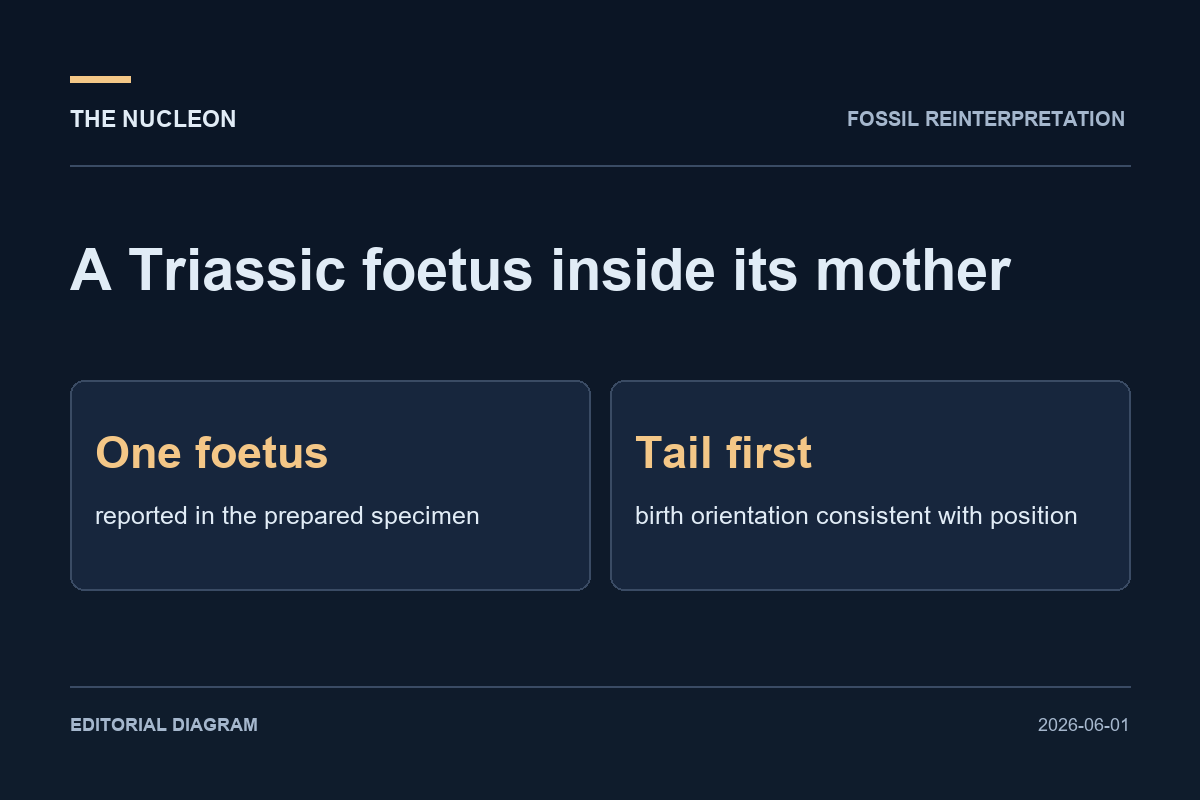 THE NUCLEON
FOSSIL REINTERPRETATION
A Triassic foetus inside its mother
One foetus
reported in the prepared specimen
Tail first
birth orientation consistent with position
EDITORIAL DIAGRAM
2026-06-01